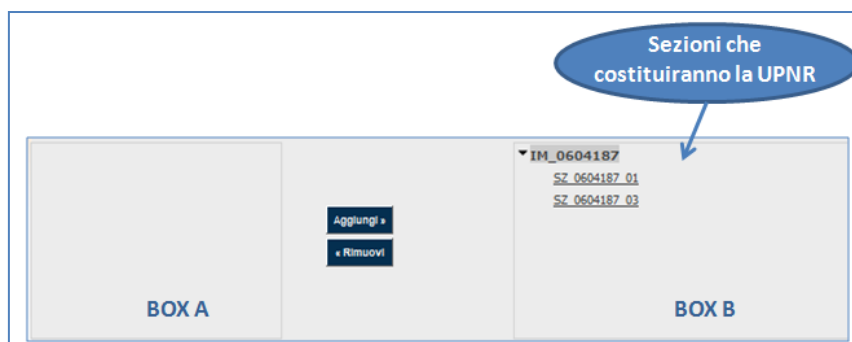 Sezioni che
costituiranno la UPNR
IM_0604187
SZ_0604187_01
SZ_0604187_03
Aggiungi »
« Rimuovi
BOX A
BOX B